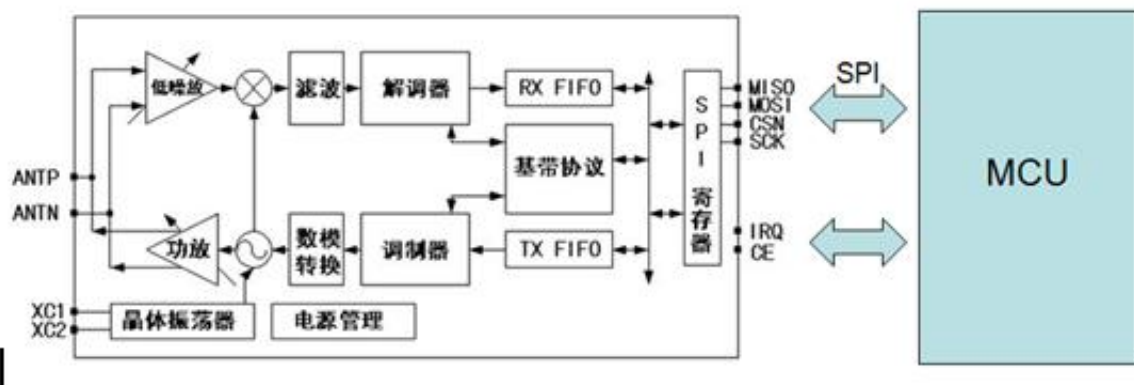 低噪放
滤波
解调器
RX FIFO
SPI
寄存器
MISO
MOSI
CSN
SCK
SPI
MCU
基带协议
ANTP
ANTN
功放
数模
转换
调制器
TX FIFO
IRQ
CE
XC1
XC2
晶体振荡器
电源管理